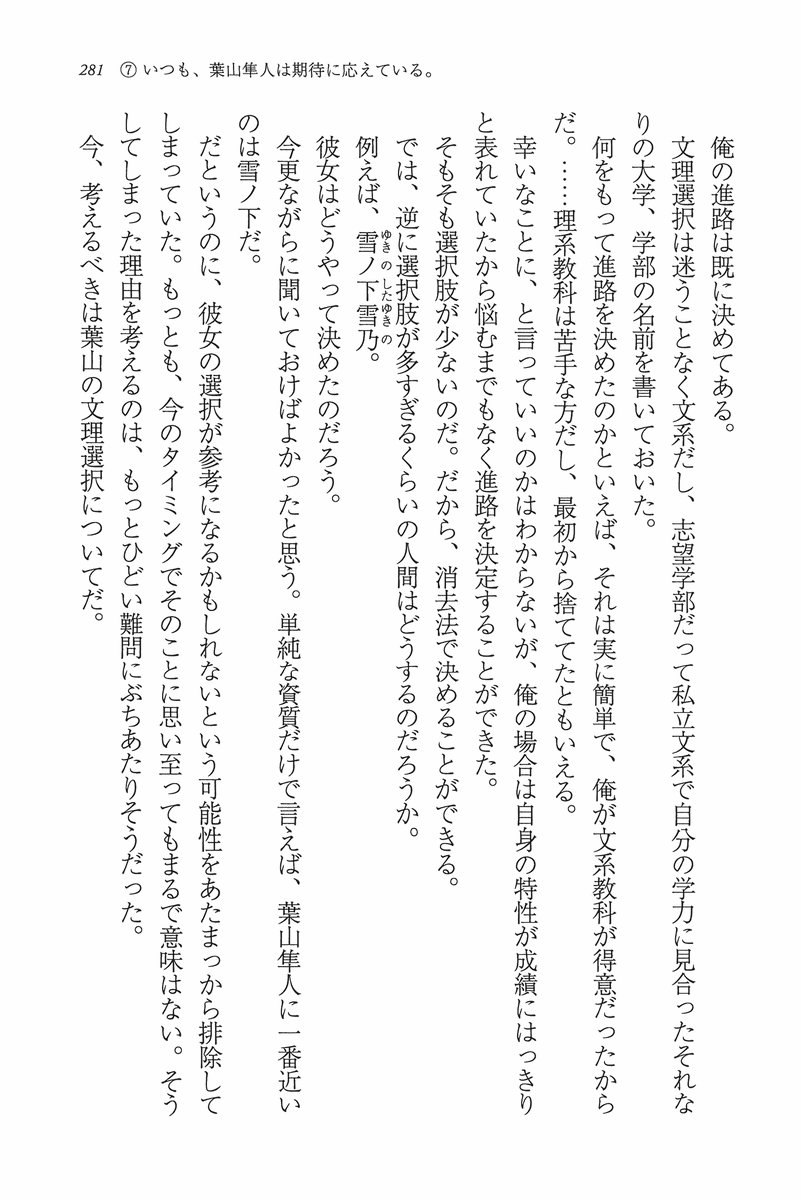 281 ⑦いつも、葉山隼人は期待に応えている。
俺の進路は既に決めてある。
文理選択は迷うことなく文系だし、志望学部だって私立文系で自分の学力に見合ったそれな
りの大学、学部の名前を書いておいた。
何をもって進路を決めたのかといえば、それは実に簡単で、俺が文系教科が得意だったから
だ。……理系教科は苦手な方だし、最初から捨ててたともいえる。
幸いなことに、と言っていいのかはわからないが、俺の場合は自身の特性が成績にはっきり
と表れていたから悩むまでもなく進路を決定することができた。
そもそも選択肢が少ないのだ。だから、消去法で決めることができる。
では、逆に選択肢が多すぎるくらいの人間はどうするのだろうか。
例えば、雪ノ下雪乃。
ゆきのしたゆきの
彼女はどうやって決めたのだろう。
今更ながらに聞いておけばよかったと思う。単純な資質だけで言えば、葉山隼人に一番近い
のは雪ノ下だ。
だというのに、彼女の選択が参考になるかもしれないという可能性をあたまっから排除して
しまっていた。もっとも、今のタイミングでそのことに思い至ってもまるで意味はない。そう
してしまった理由を考えるのは、もっとひどい難問にぶちあたりそうだった。
今、考えるべきは葉山の文理選択についてだ。